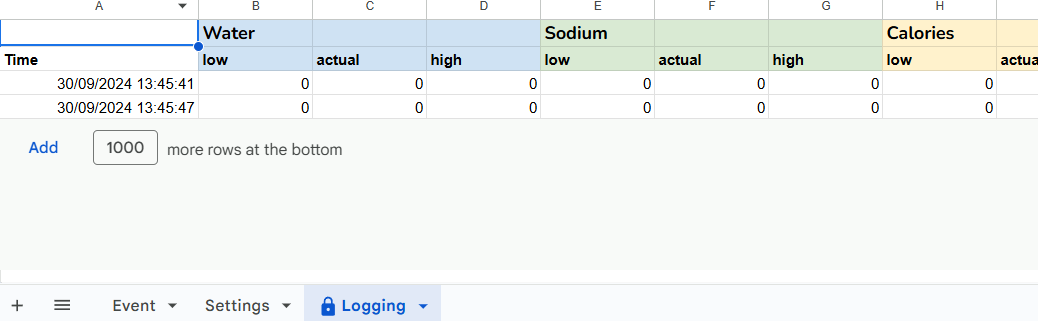 A B C D E F G H
Water Sodium Calories
Time low actual high low actual high low actua
30/09/2024 13:45:41 0 0 0 0 0 0 0
30/09/2024 13:45:47 0 0 0 0 0 0 0
Add 1000 more rows at the bottom
+ Event Settings Logging